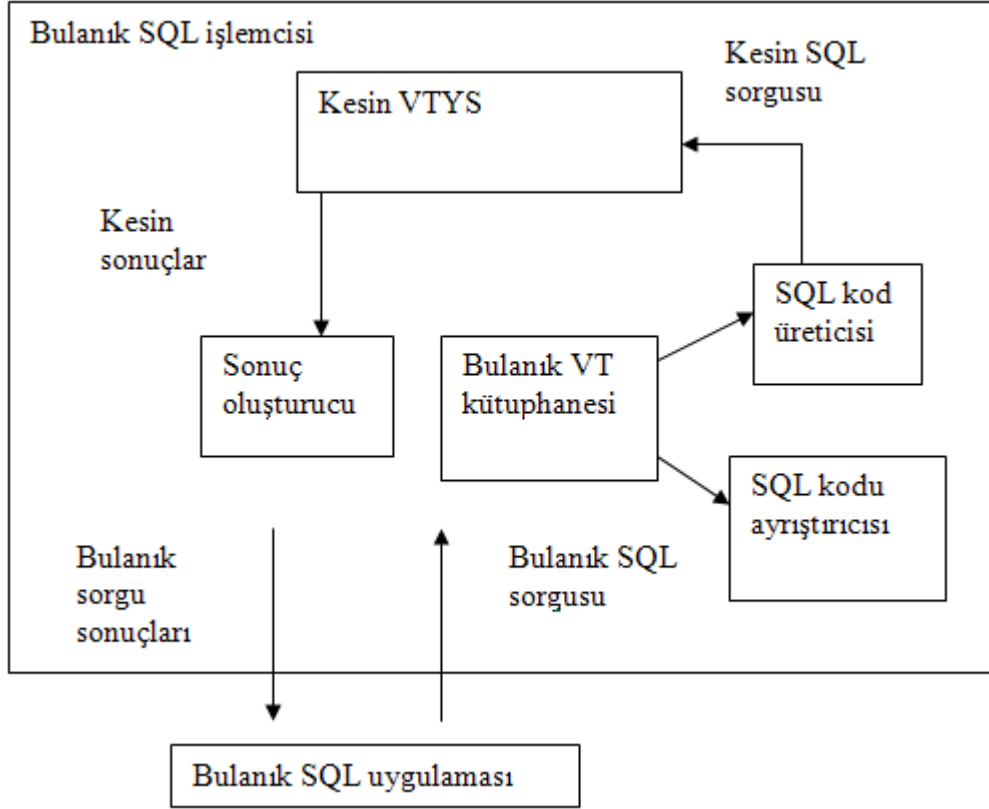 Bulanık SQL işlemcisi
Kesin SQL
sorgusu
Kesin VTYS
Kesin
sonuçlar
SQL kod
üreticisi
Sonuç
oluşturucu
Bulanık VT
kütuphanesi
SQL kodu
ayrıştırıcısı
Bulanık
sorgu
sonuçları
Bulanık SQL
sorgusu
Bulanık SQL uygulaması